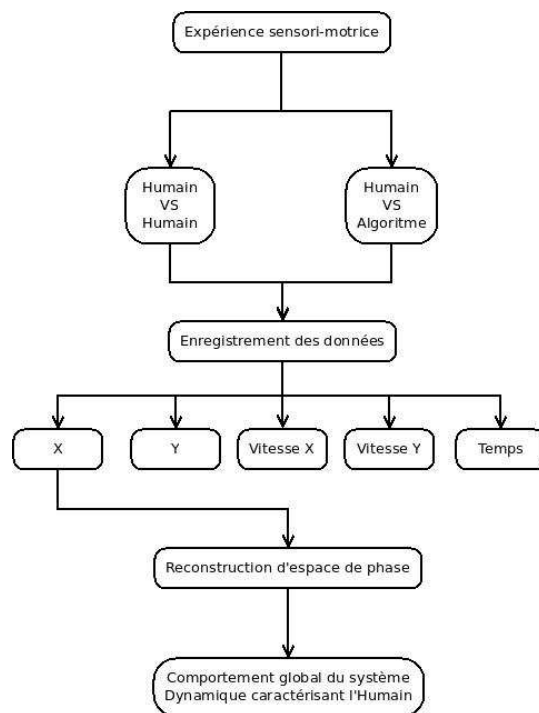 Expérience sensori-motrice
Humain
VS
Humain
Humain
VS
Algoritme
Enregistrement des données
X
Y
Vitesse X
Vitesse Y
Temps
Reconstruction d'espace de phase
Comportement global du système
Dynamique caractérisant l'Humain